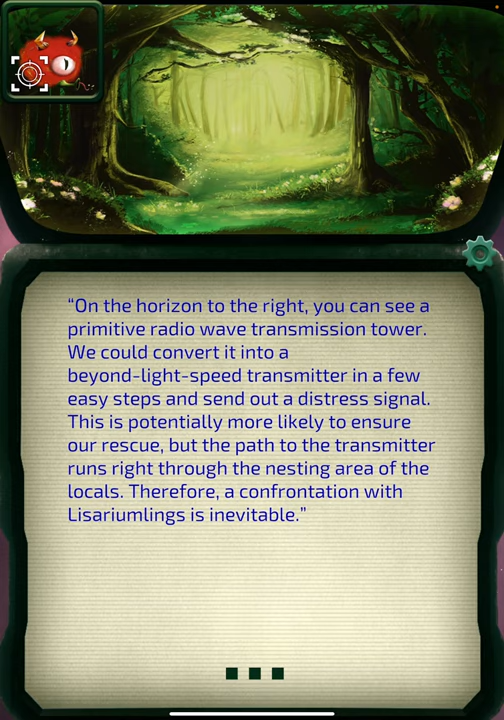 “On the horizon to the right, you can see a
primitive radio wave transmission tower.
We could convert it into a
beyond-light-speed transmitter in a few
easy steps and send out a distress signal.
This is potentially more likely to ensure
our rescue, but the path to the transmitter
runs right through the nesting area of the
locals. Therefore, a confrontation with
Lisariumlings is inevitable.”